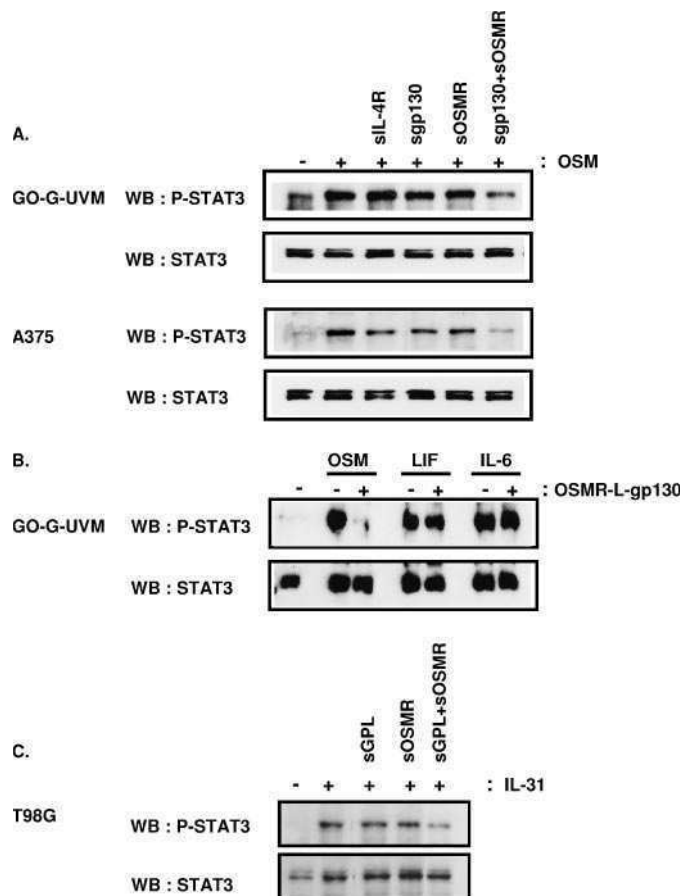 sIL-4R
sgp130
sOSMR
sgp130+sOSMR
A.
- + + + + + : OSM
GO-G-UVM WB : P-STAT3
WB : STAT3
A375 WB : P-STAT3
WB : STAT3
B.
OSM LIF IL-6
- - + - + - + : OSMR-L-gp130
GO-G-UVM WB : P-STAT3
WB : STAT3
sGPL
sOSMR
sGPL+sOSMR
C.
- + + + + : IL-31
T98G WB : P-STAT3
WB : STAT3